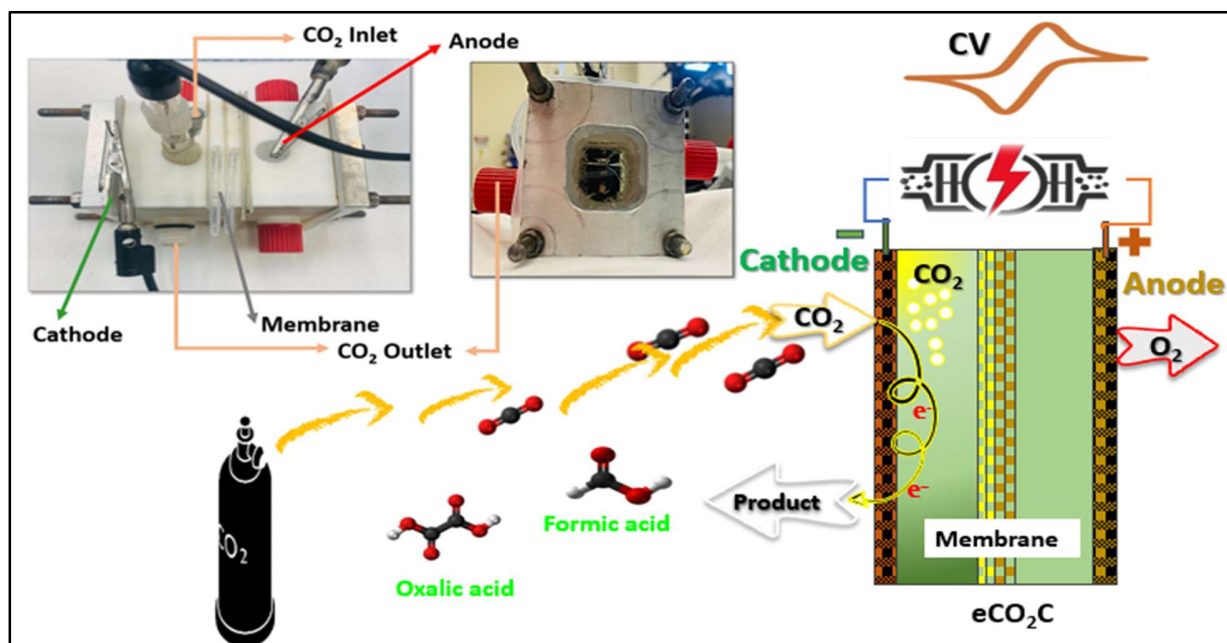 CO₂ Inlet
Anode
Cathode
Membrane
CO₂ Outlet
CV
−
+
Cathode
Anode
CO₂
CO₂
O₂
e⁻
e⁻
Product
Membrane
eCO₂C
CO₂
Formic acid
Oxalic acid